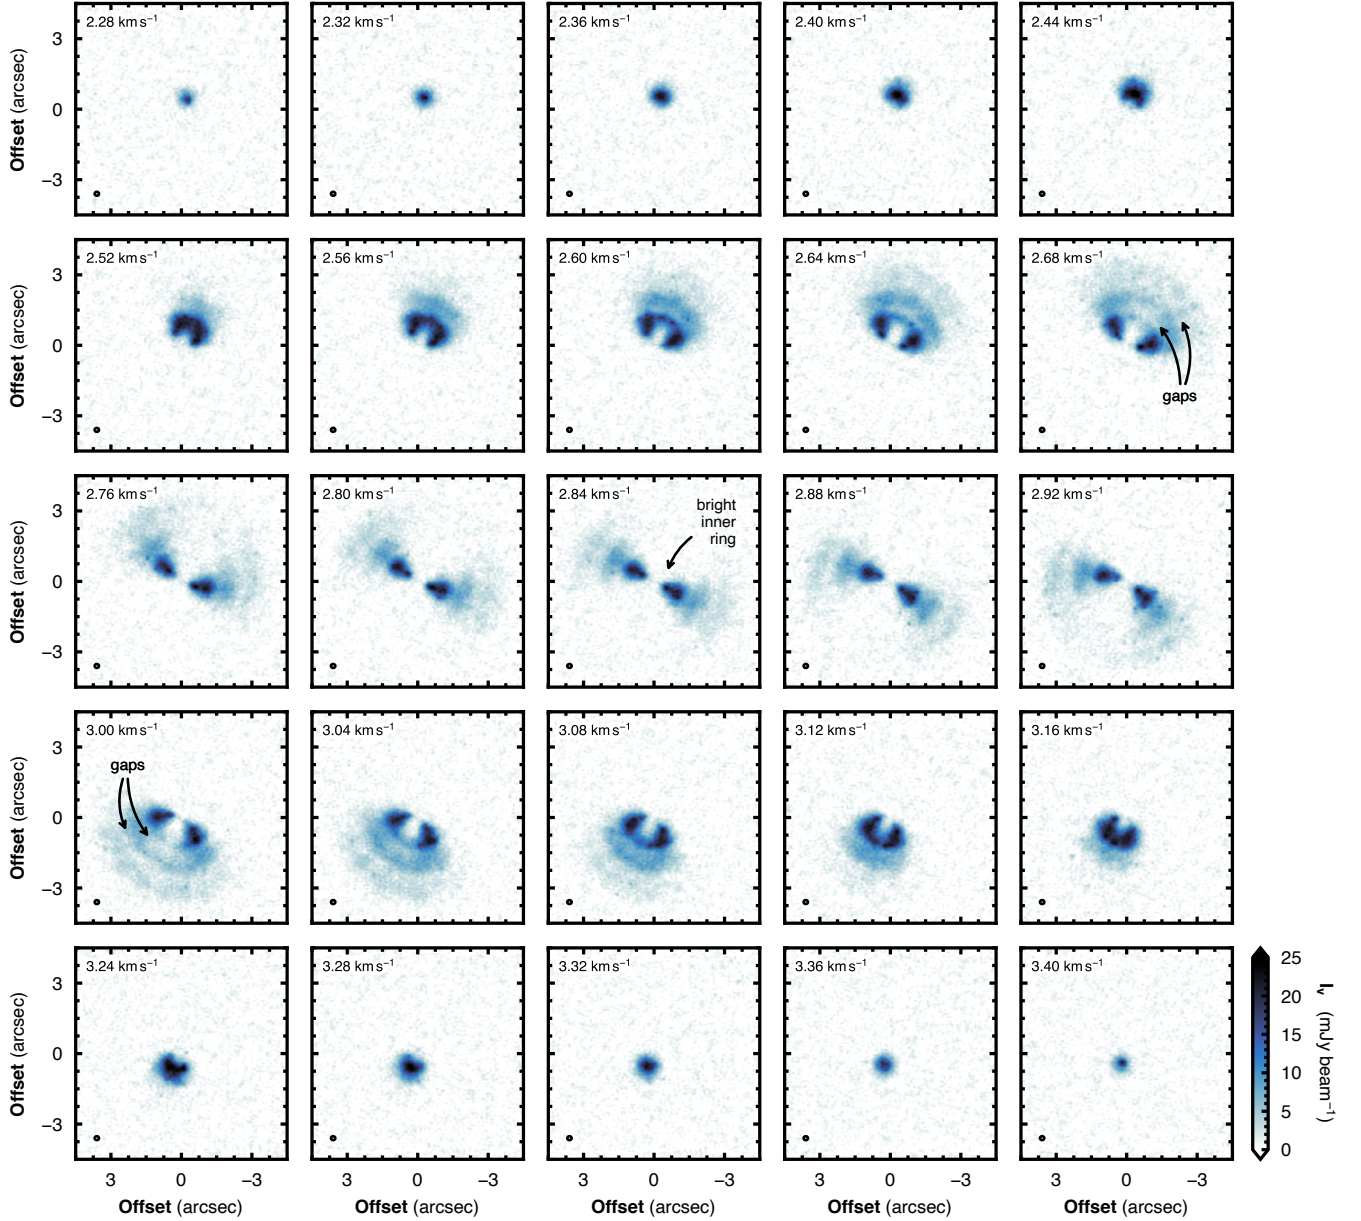 2.28 km s⁻¹ 2.32 km s⁻¹ 2.36 km s⁻¹ 2.40 km s⁻¹ 2.44 km s⁻¹
3
0
−3
Offset (arcsec)
2.52 km s⁻¹ 2.56 km s⁻¹ 2.60 km s⁻¹ 2.64 km s⁻¹ 2.68 km s⁻¹
3
0
−3
Offset (arcsec)
gaps
2.76 km s⁻¹ 2.80 km s⁻¹ 2.84 km s⁻¹ 2.88 km s⁻¹ 2.92 km s⁻¹
3
0
−3
Offset (arcsec)
bright
inner
ring
3.00 km s⁻¹ 3.04 km s⁻¹ 3.08 km s⁻¹ 3.12 km s⁻¹ 3.16 km s⁻¹
3
0
−3
Offset (arcsec)
gaps
3.24 km s⁻¹ 3.28 km s⁻¹ 3.32 km s⁻¹ 3.36 km s⁻¹ 3.40 km s⁻¹
3
0
−3
Offset (arcsec)
3 0 −3 3 0 −3 3 0 −3 3 0 −3 3 0 −3
Offset (arcsec) Offset (arcsec) Offset (arcsec) Offset (arcsec) Offset (arcsec)
25
20
15
10
5
0
Iᵥ (mJy beam⁻¹)